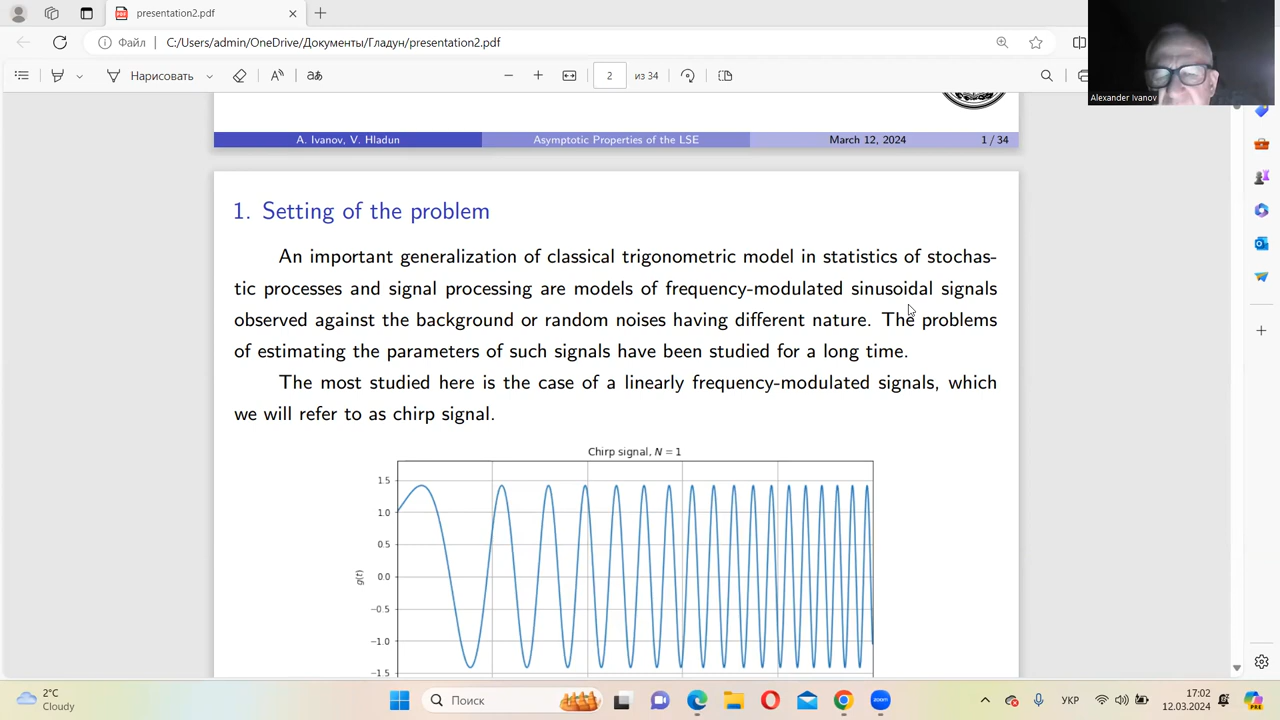 presentation2.pdf
Файл
C:/Users/admin/OneDrive/Документы/Гладун/presentation2.pdf
Нарисовать
2 из 34
Alexander Ivanov
A. Ivanov, V. Hladun
Asymptotic Properties of the LSE
March 12, 2024
1 / 34
1. Setting of the problem
An important generalization of classical trigonometric model in statistics of stochas-
tic processes and signal processing are models of frequency-modulated sinusoidal signals
observed against the background or random noises having different nature. The problems
of estimating the parameters of such signals have been studied for a long time.
The most studied here is the case of a linearly frequency-modulated signals, which
we will refer to as chirp signal.
Chirp signal, N = 1
1.5
1.0
0.5
0.0
−0.5
−1.0
−1.5
g(t)
2°C
Cloudy
Поиск
УКР
17:02
12.03.2024